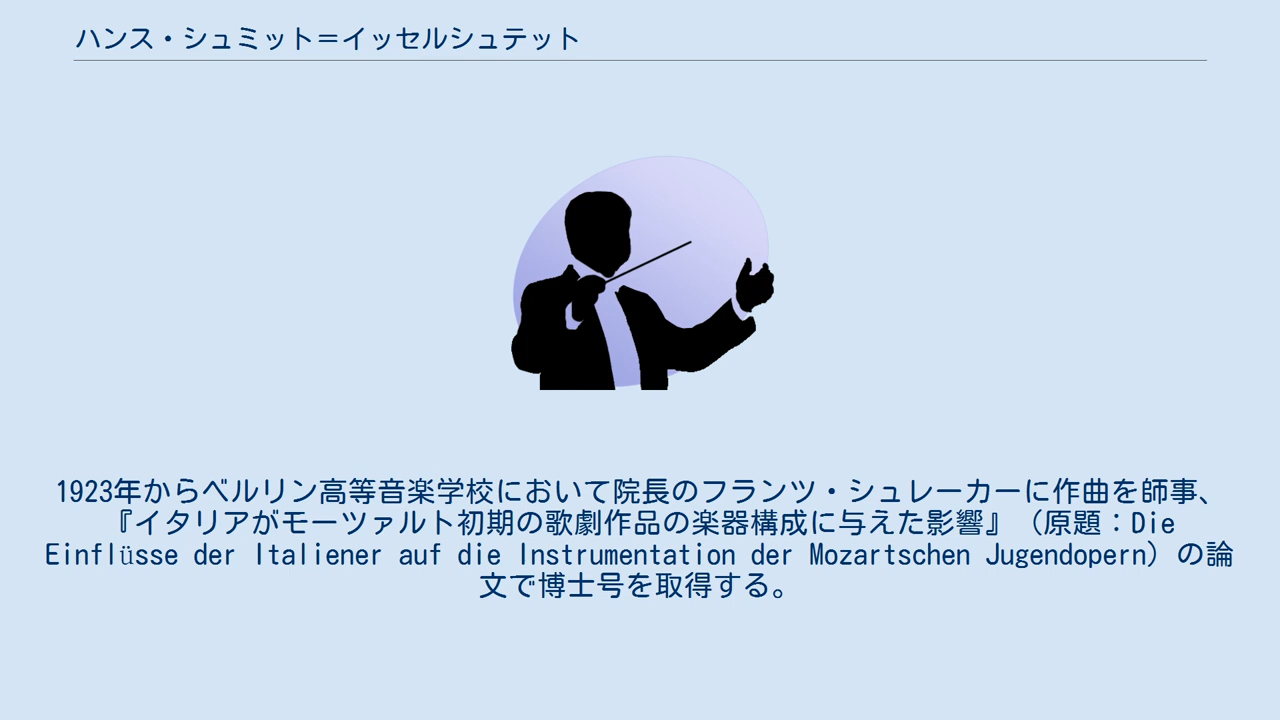 ハンス・シュミット＝イッセルシュテット
1923年からベルリン高等音楽学校において院長のフランツ・シュレーカーに作曲を師事、
『イタリアがモーツァルト初期の歌劇作品の楽器構成に与えた影響』（原題：Die
Einflüsse der Italiener auf die Instrumentation der Mozartschen Jugendopern）の論
文で博士号を取得する。